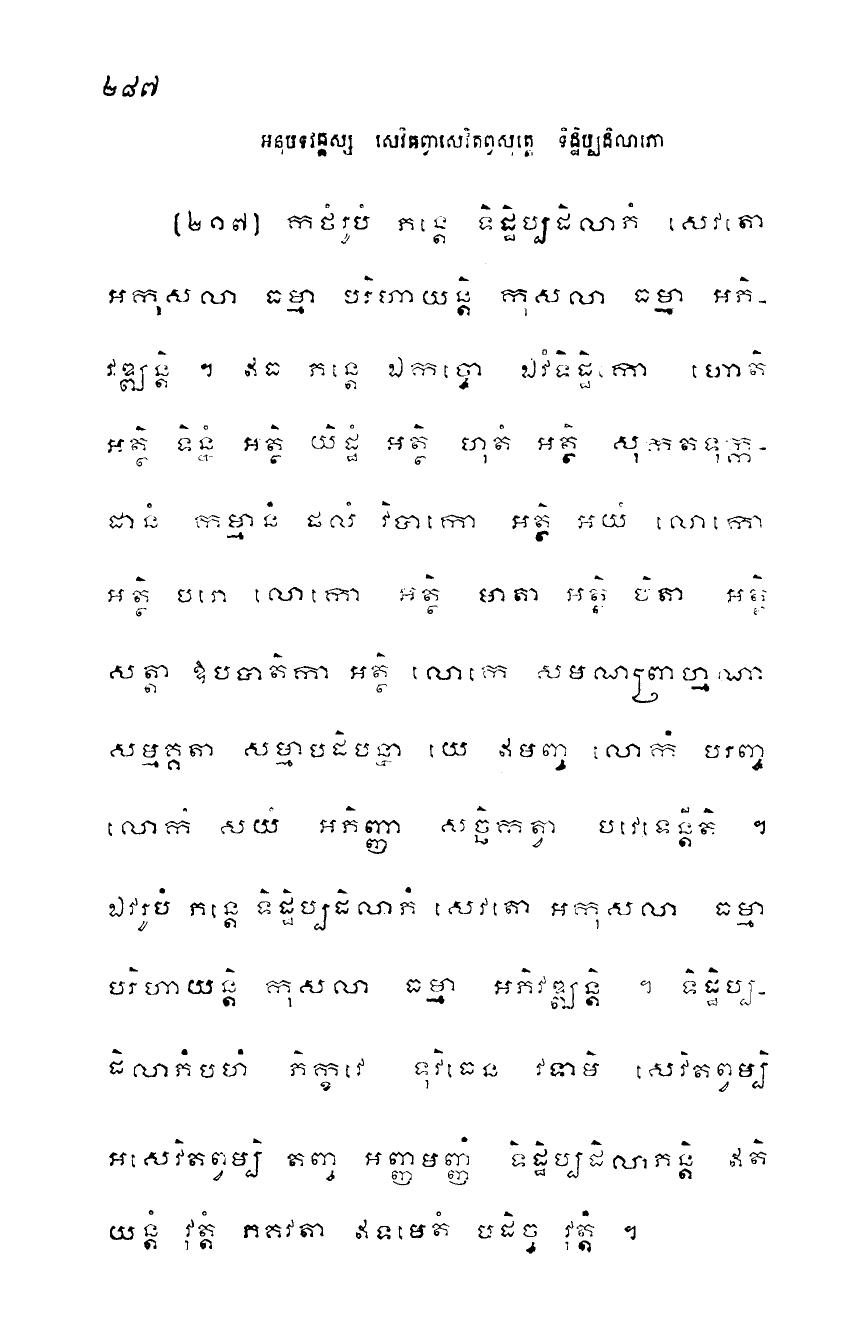 ២៨៧
អនុបទវគ្គស្ស សេវិតព្វាសេវិតព្វសុត្តេ ទិដ្ឋិប្បដិលាភោ
(២១៧) កថំរូបំ ភន្តេ ទិដ្ឋិប្បដិលាភំ សេវតោ
អកុសលា ធម្មា បរិហាយន្តិ កុសលា ធម្មា អភិ-
វឌ្ឍន្តិ ។ ឥធ ភន្តេ ឯកច្ចោ ឯវំទិដ្ឋិកោ ហោតិ
អត្ថិ ទិន្នំ អត្ថិ យិដ្ឋំ អត្ថិ ហុតំ អត្ថិ សុកតទុក្ក-
ដានំ កម្មានំ ផលំ វិបាកោ អត្ថិ អយំ លោកោ
អត្ថិ បរោ លោកោ អត្ថិ មាតា អត្ថិ បិតា អត្ថិ
សត្តា ឱបបាតិកា អត្ថិ លោកេ សមណព្រាហ្មណា
សម្មគ្គតា សម្មាបដិបន្នា យេ ឥមញ្ច លោកំ បរញ្ច
លោកំ សយំ អភិញ្ញា សច្ឆិកត្វា បវេទេន្តីតិ ។
ឯវរូបំ ភន្តេ ទិដ្ឋិប្បដិលាភំ សេវតោ អកុសលា ធម្មា
បរិហាយន្តិ កុសលា ធម្មា អភិវឌ្ឍន្តិ ។ ទិដ្ឋិប្ប-
ដិលាភំបហំ ភិក្ខវេ ទុវិធេន វទាមិ សេវិតព្វម្បិ
អសេវិតព្វម្បិ តញ្ច អញ្ញមញ្ញំ ទិដ្ឋិប្បដិលាភន្តិ ឥតិ
យន្តំ វុត្តំ ភគវតា ឥទមេតំ បដិច្ច វុត្តំ ។